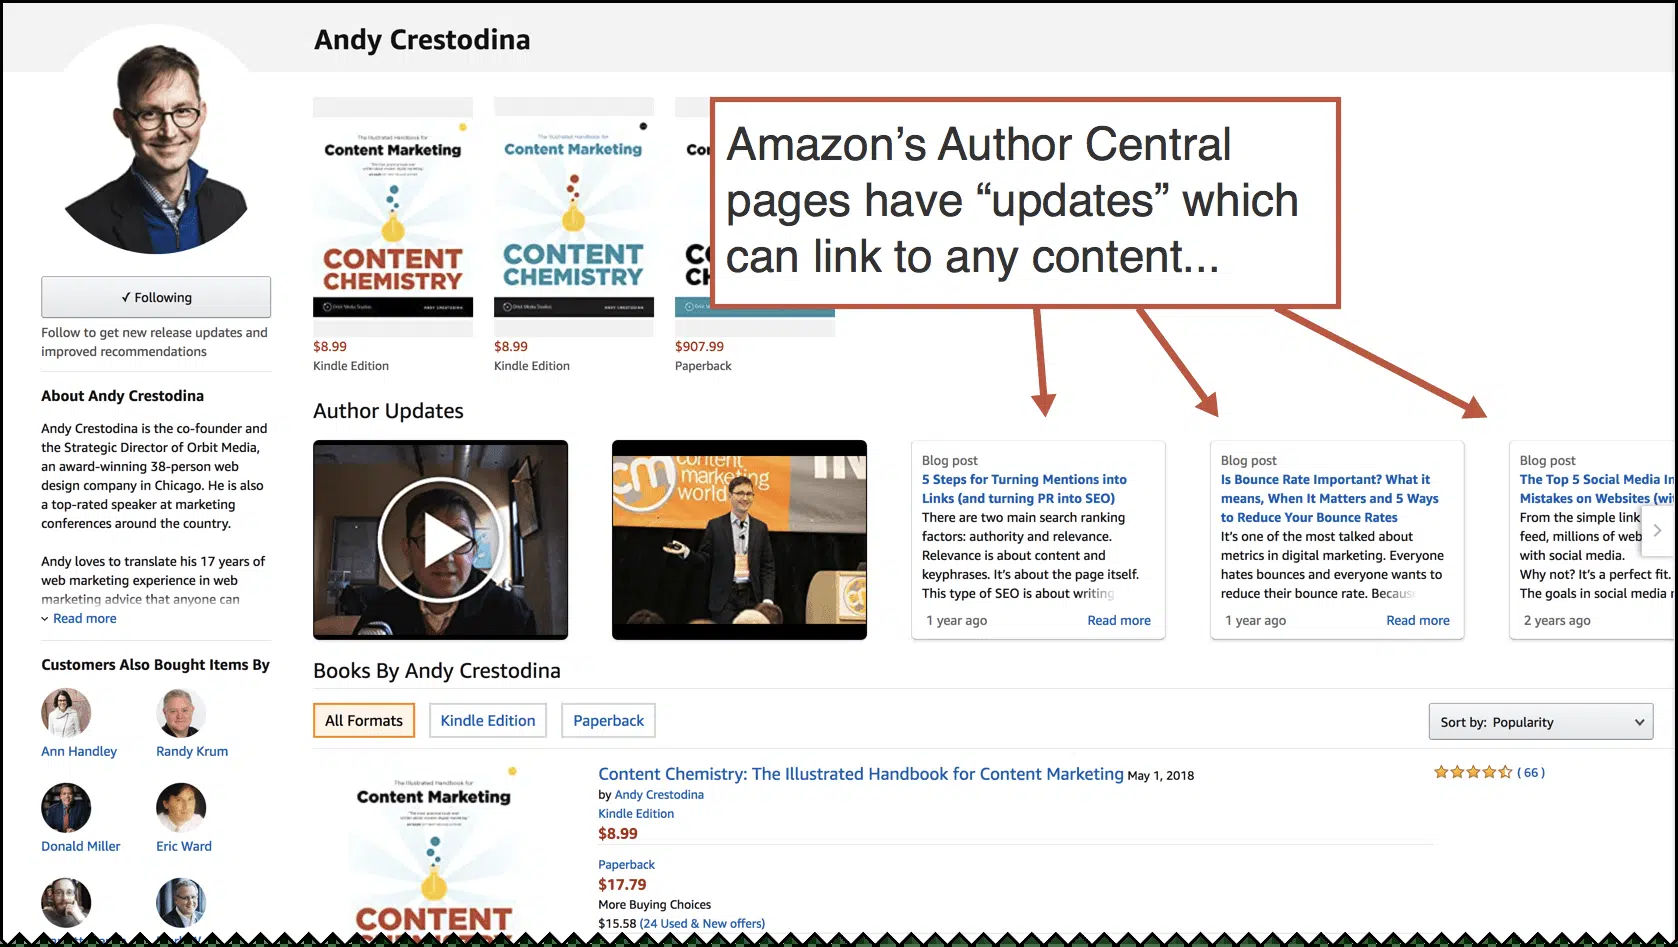 Andy Crestodina
The Illustrated Handbook for
Content Marketing
CONTENT
CHEMISTRY
Orbit Media Studios ANDY CRESTODINA
$8.99
Kindle Edition
The Illustrated Handbook for
Content Marketing
CONTENT
CHEMISTRY
Orbit Media Studios ANDY CRESTODINA
$8.99
Kindle Edition
$907.99
Paperback
Amazon’s Author Central
pages have “updates” which
can link to any content...
✓ Following
Follow to get new release updates and
improved recommendations
About Andy Crestodina
Andy Crestodina is the co-founder and
the Strategic Director of Orbit Media,
an award-winning 38-person web
design company in Chicago. He is also
a top-rated speaker at marketing
conferences around the country.
Andy loves to translate his 17 years of
web marketing experience in web
marketing advice that anyone can
Read more
Customers Also Bought Items By
Ann Handley
Randy Krum
Donald Miller
Eric Ward
Author Updates
cm content
marketing
world
Blog post
5 Steps for Turning Mentions into
Links (and turning PR into SEO)
There are two main search ranking
factors: authority and relevance.
Relevance is about content and
keyphrases. It’s about the page itself.
This type of SEO is about writing
1 year ago
Read more
Blog post
Is Bounce Rate Important? What it
means, When It Matters and 5 Ways
to Reduce Your Bounce Rates
It’s one of the most talked about
metrics in digital marketing. Everyone
hates bounces and everyone wants to
reduce their bounce rate. Becaus
1 year ago
Read more
Blog post
The Top 5 Social Media In
Mistakes on Websites (wit
From the simple link
feed, millions of web
with social media.
Why not? It’s a perfect fit.
The goals in social media
2 years ago
Books By Andy Crestodina
All Formats
Kindle Edition
Paperback
Sort by: Popularity
The Illustrated Handbook for
Content Marketing
CONTENT
Content Chemistry: The Illustrated Handbook for Content Marketing May 1, 2018
by Andy Crestodina
Kindle Edition
$8.99
Paperback
$17.79
More Buying Choices
$15.58 (24 Used & New offers)
(66)